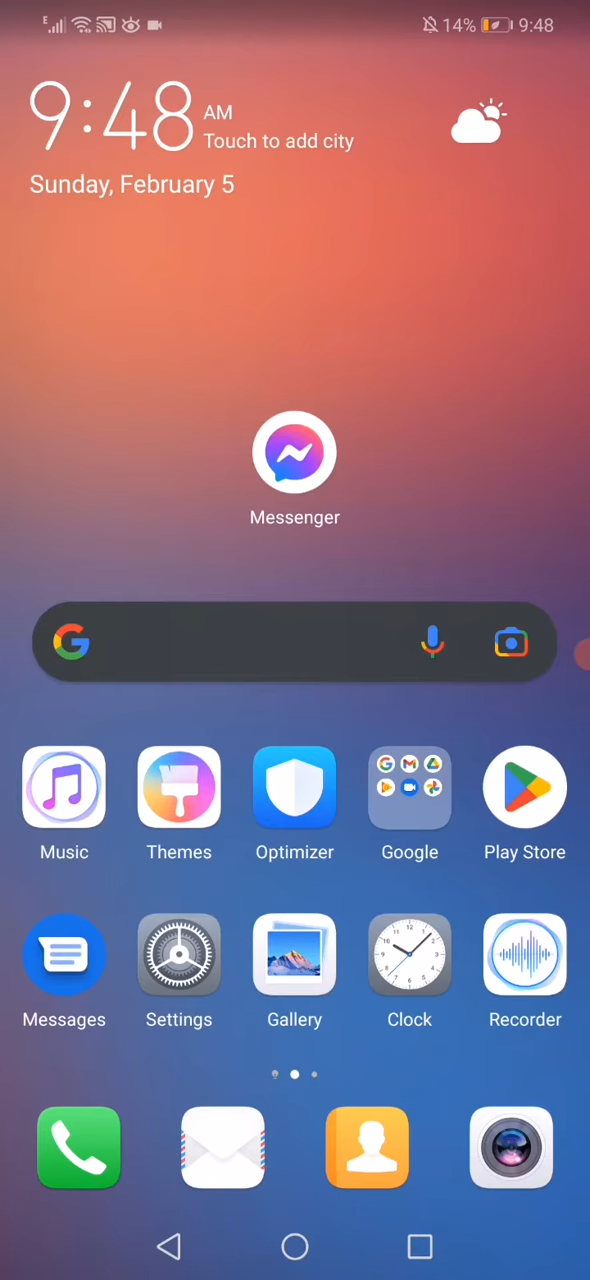 E 14% 9:48
9:48 AM
Touch to add city
Sunday, February 5
Messenger
Music Themes Optimizer Google Play Store
Messages Settings Gallery Clock Recorder